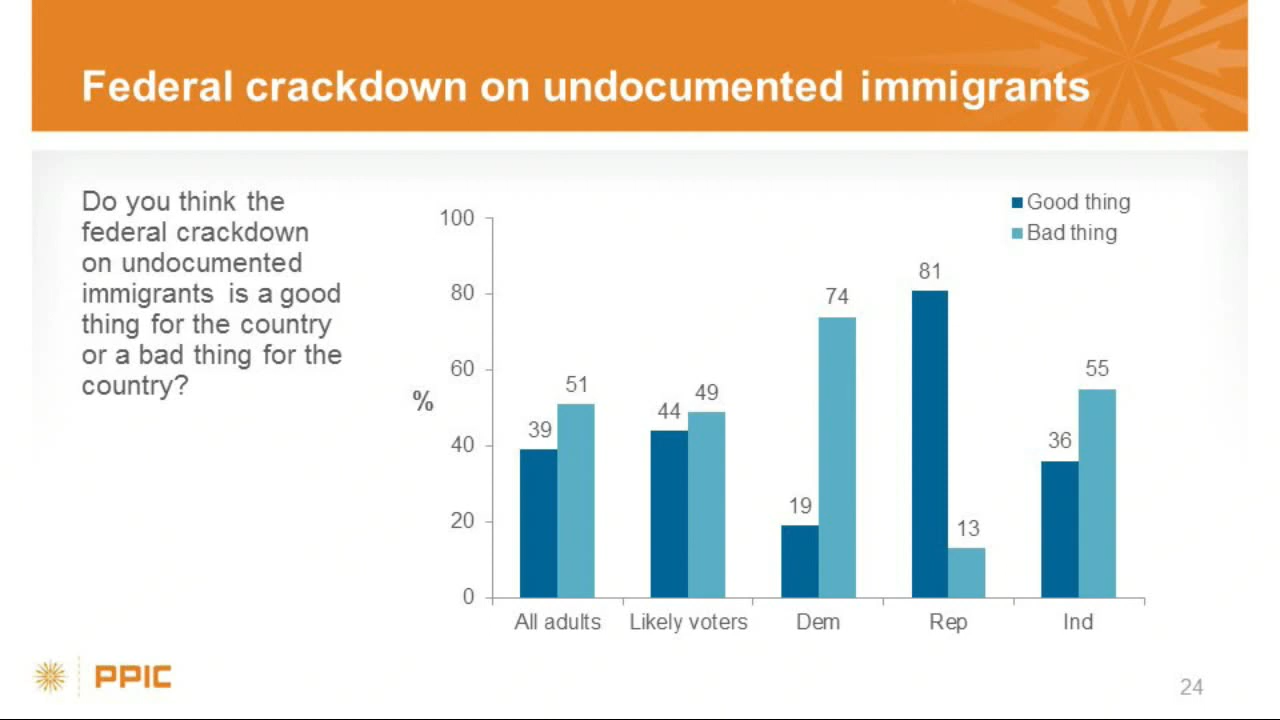 Federal crackdown on undocumented immigrants
Do you think the
federal crackdown
on undocumented
immigrants is a good
thing for the country
or a bad thing for the
country?
Good thing
Bad thing
%
100
80
60
40
20
0
39
51
44
49
19
74
81
13
36
55
All adults
Likely voters
Dem
Rep
Ind
PPIC
24